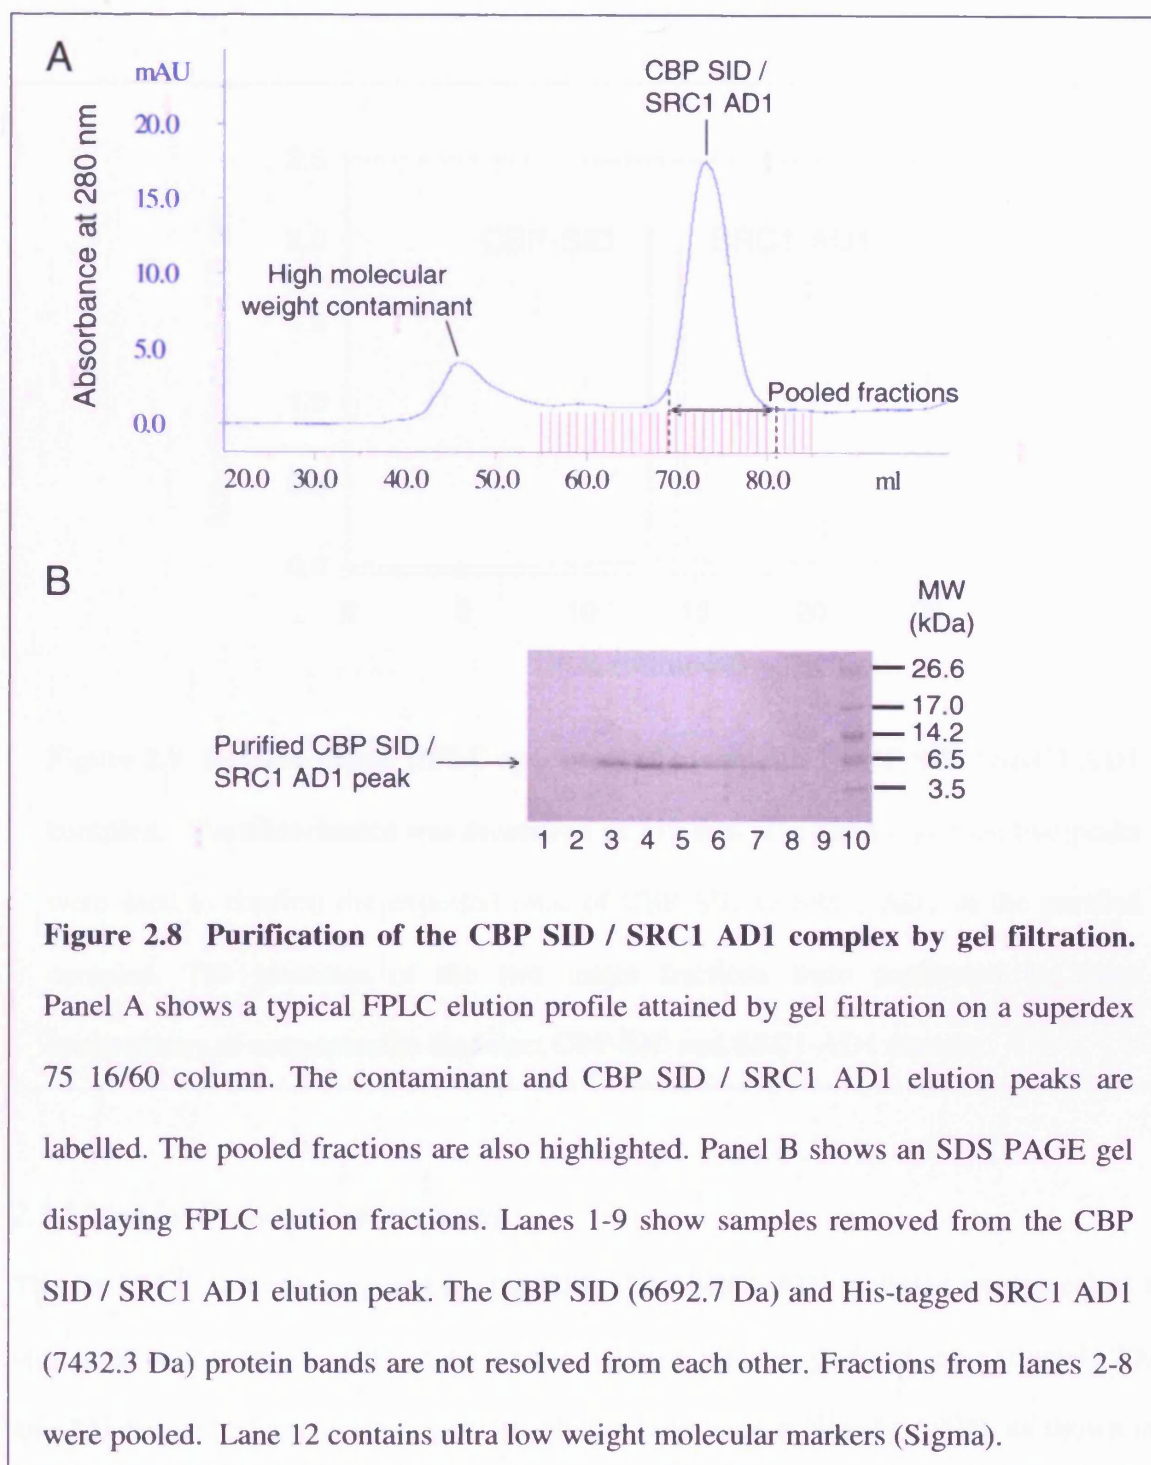 A
mAU
20.0
15.0
10.0
5.0
0.0
Absorbance at 280 nm
CBP SID /
SRC1 AD1
High molecular
weight contaminant
Pooled fractions
20.0 30.0 40.0 50.0 60.0 70.0 80.0 ml
B
MW
(kDa)
26.6
17.0
14.2
6.5
3.5
Purified CBP SID /
SRC1 AD1 peak
1 2 3 4 5 6 7 8 9 10
Figure 2.8 Purification of the CBP SID / SRC1 AD1 complex by gel filtration.
Panel A shows a typical FPLC elution profile attained by gel filtration on a superdex
75 16/60 column. The contaminant and CBP SID / SRC1 AD1 elution peaks are
labelled. The pooled fractions are also highlighted. Panel B shows an SDS PAGE gel
displaying FPLC elution fractions. Lanes 1-9 show samples removed from the CBP
SID / SRC1 AD1 elution peak. The CBP SID (6692.7 Da) and His-tagged SRC1 AD1
(7432.3 Da) protein bands are not resolved from each other. Fractions from lanes 2-8
were pooled. Lane 12 contains ultra low weight molecular markers (Sigma).